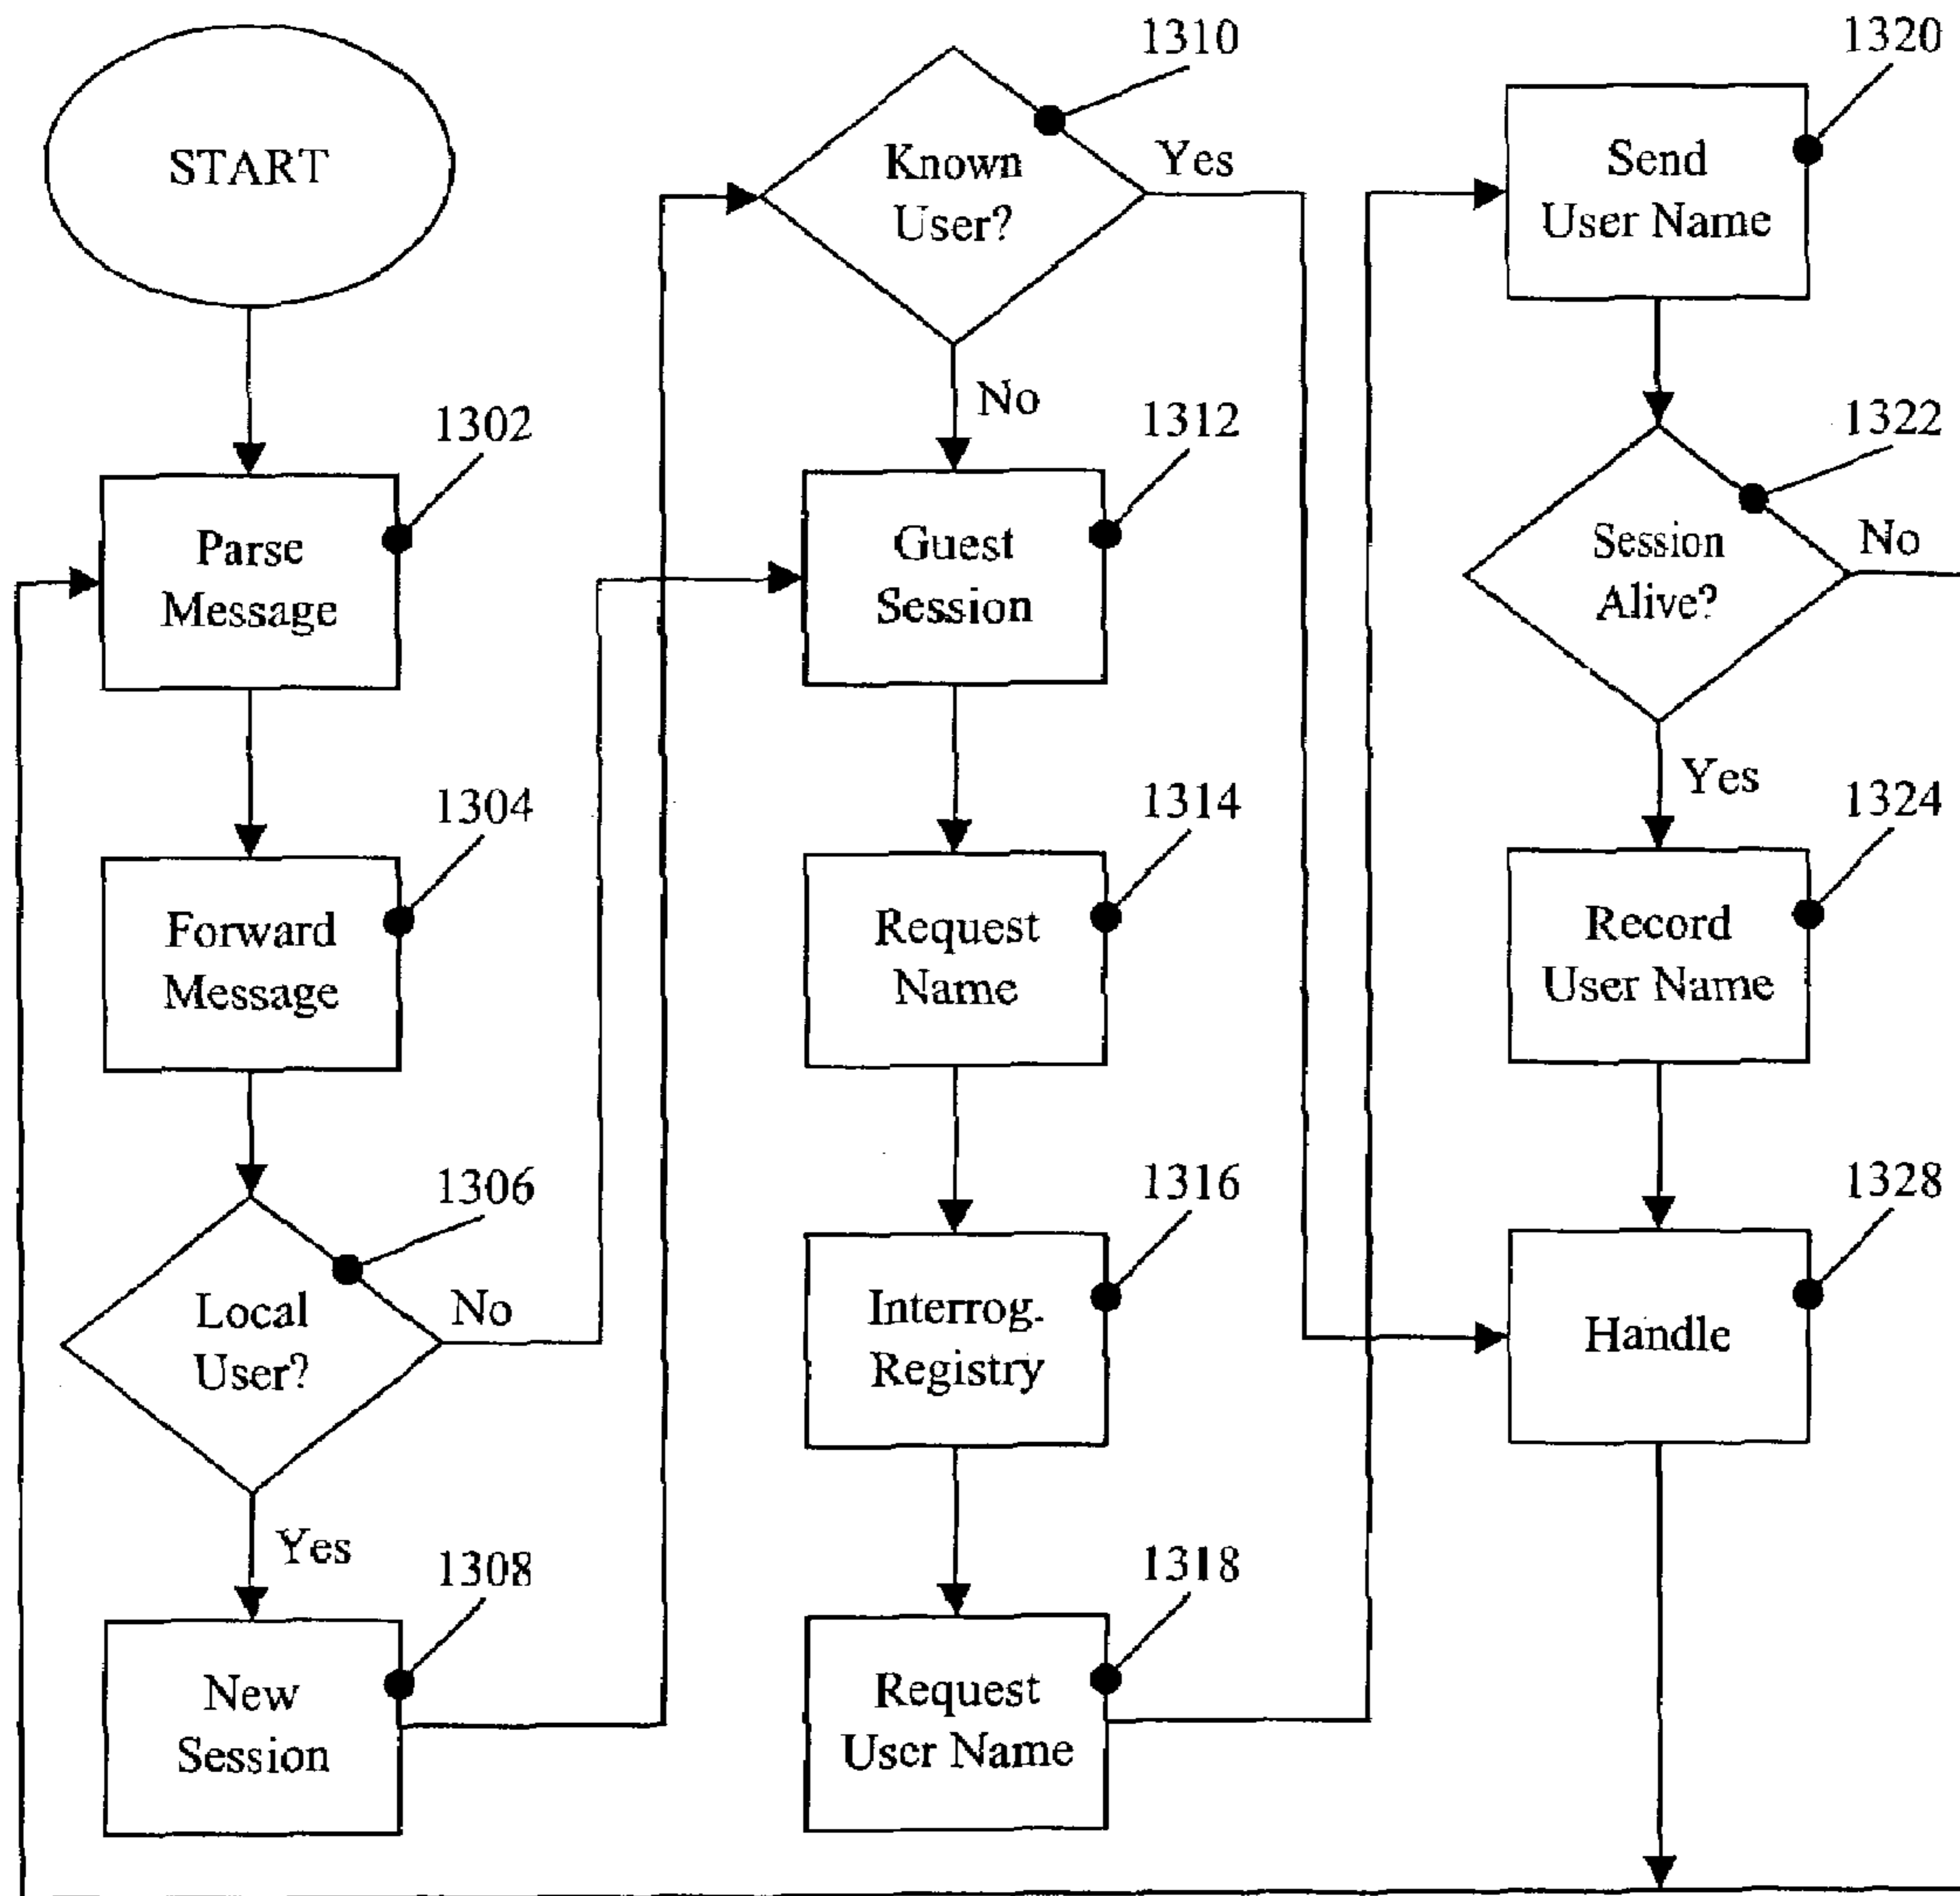 START
1302
Parse
Message
1304
Forward
Message
1306
Local
User?
No
Yes
1308
New
Session
1310
Known
User?
Yes
No
1312
Guest
Session
1314
Request
Name
1316
Interrog.
Registry
1318
Request
User Name
1320
Send
User Name
1322
Session
Alive?
No
Yes
1324
Record
User Name
1328
Handle